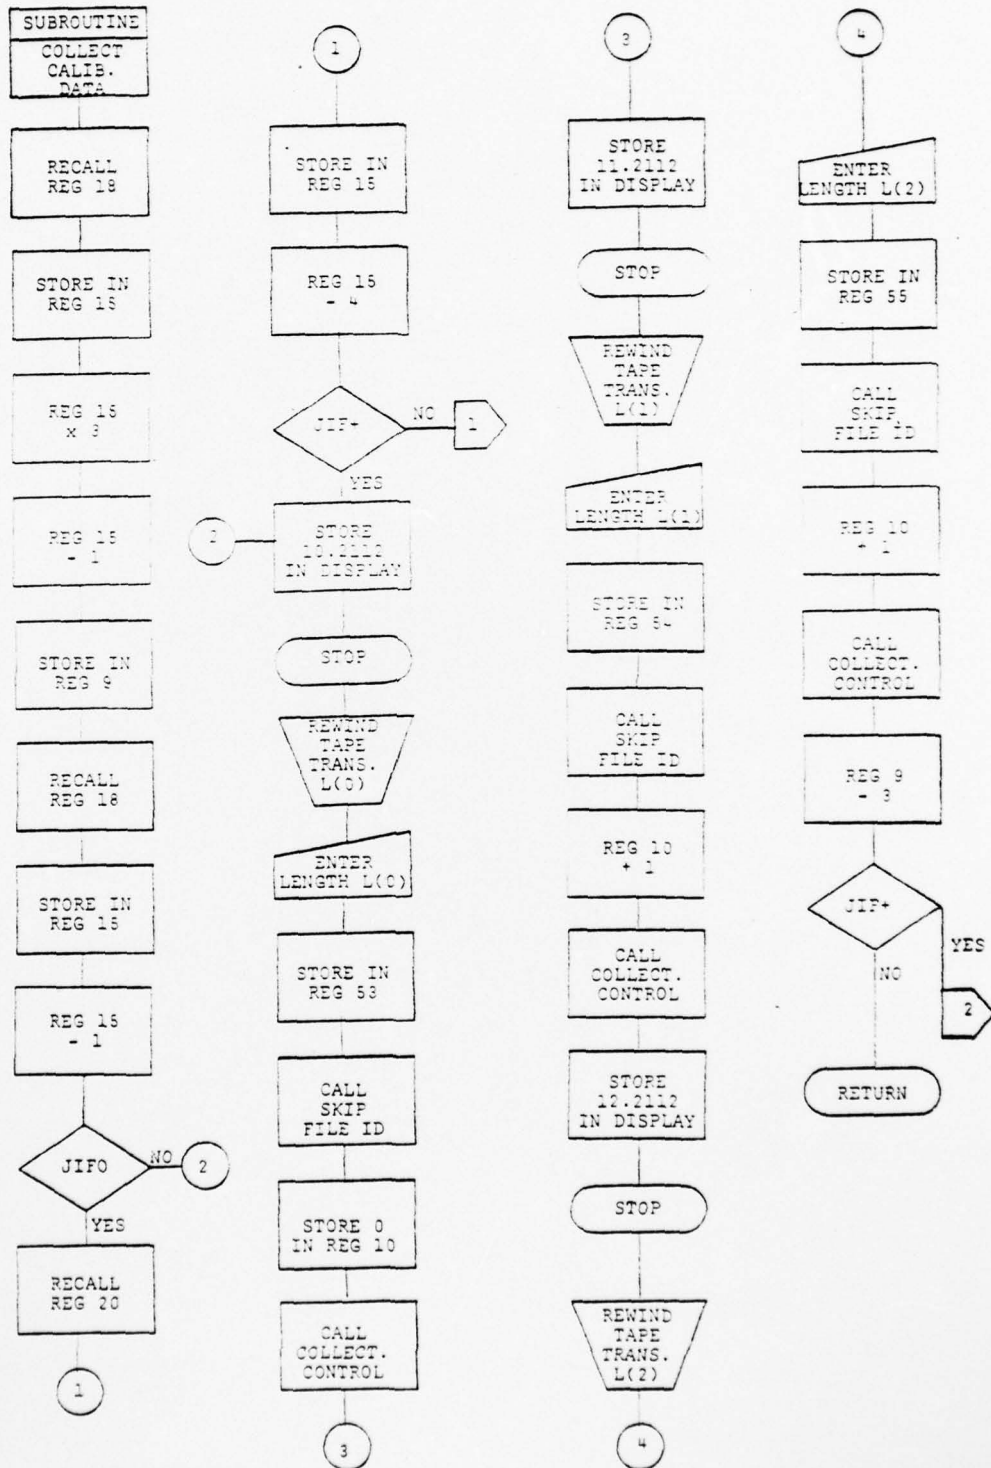 SUBROUTINE
COLLECT
CALIB.
DATA
RECALL
REG 18
STORE IN
REG 15
REG 15
x 3
REG 15
- 1
STORE IN
REG 9
RECALL
REG 18
STORE IN
REG 15
REG 15
- 1
JIFO
NO
2
YES
RECALL
REG 20
1
1
STORE IN
REG 15
REG 15
- 4
JIF+
NO
1
YES
2
STORE
10.2112
IN DISPLAY
STOP
REWIND
TAPE
TRANS.
L(0)
ENTER
LENGTH L(0)
STORE IN
REG 53
CALL
SKIP
FILE ID
STORE 0
IN REG 10
CALL
COLLECT.
CONTROL
3
3
STORE
11.2112
IN DISPLAY
STOP
REWIND
TAPE
TRANS.
L(1)
ENTER
LENGTH L(1)
STORE IN
REG 54
CALL
SKIP
FILE ID
REG 10
+ 1
CALL
COLLECT.
CONTROL
STORE
12.2112
IN DISPLAY
STOP
REWIND
TAPE
TRANS.
L(2)
4
4
ENTER
LENGTH L(2)
STORE IN
REG 55
CALL
SKIP
FILE ID
REG 10
+ 1
CALL
COLLECT.
CONTROL
REG 9
- 3
JIF+
YES
NO
2
RETURN